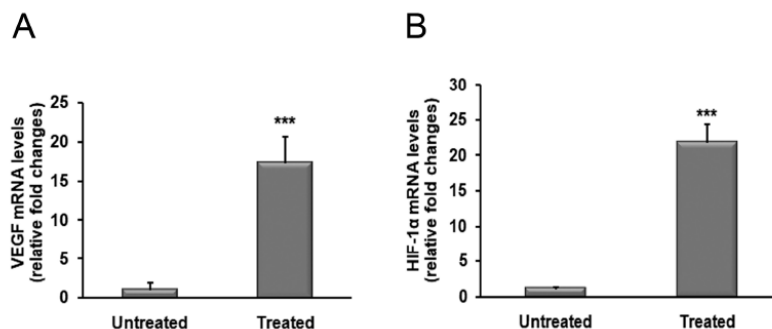 A
VEGF mRNA levels
(relative fold changes)
25
20
15
10
5
0
***
Untreated
Treated
B
HIF-1α mRNA levels
(relative fold changes)
30
25
20
15
10
5
0
***
Untreated
Treated